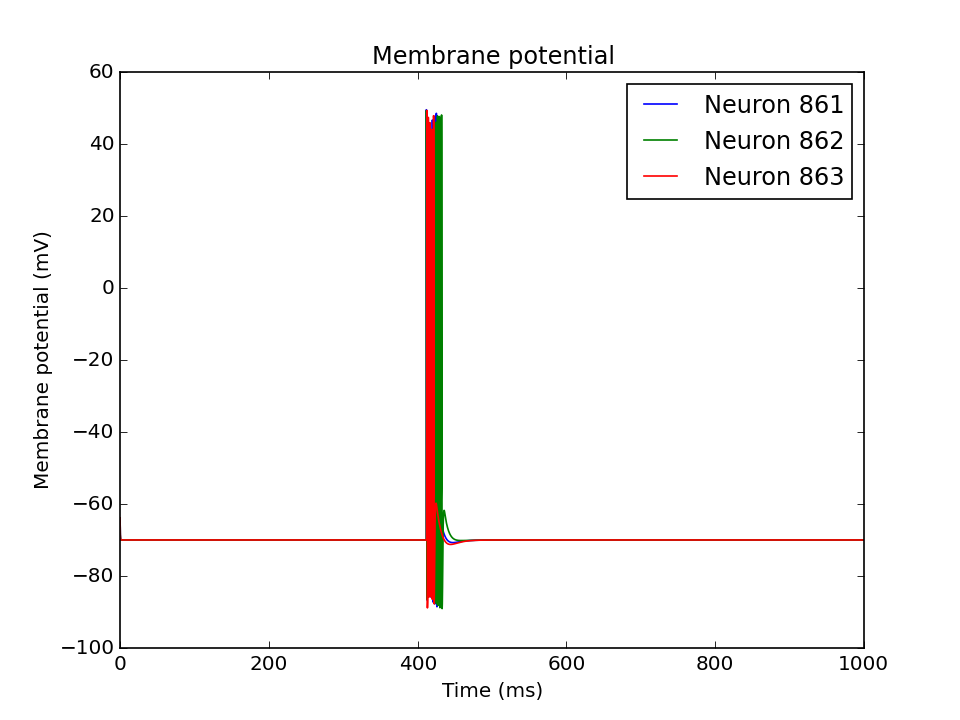 Membrane potential
60
40
20
0
−20
−40
−60
−80
−100
Membrane potential (mV)
Neuron 861
Neuron 862
Neuron 863
0 200 400 600 800 1000
Time (ms)